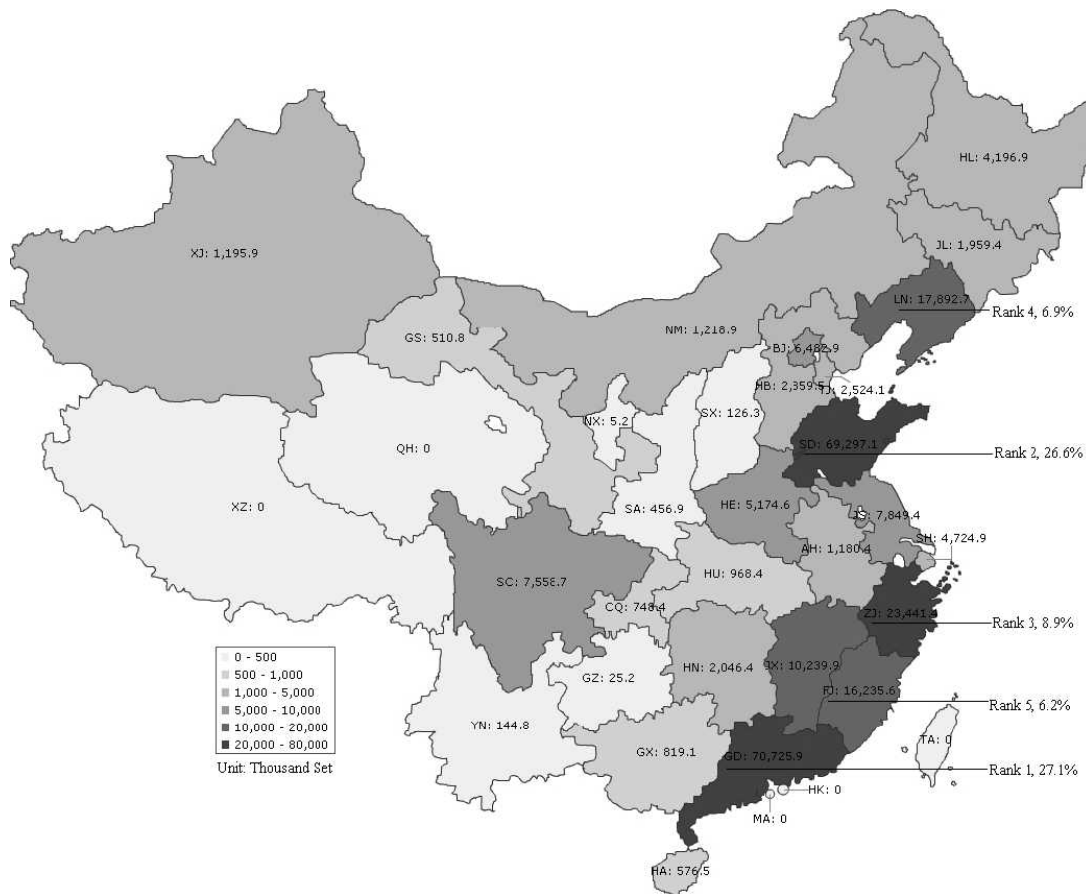 HL: 4,196.9
XJ: 1,195.9
JL: 1,959.4
LN: 17,892.7
Rank 4, 6.9%
NM: 1,218.9
GS: 510.8
BJ: 6,482.9
HB: 2,359.5
TJ: 2,524.1
SX: 126.3
NX: 5.2
SD: 69,297.1
QH: 0
Rank 2, 26.6%
HE: 5,174.6
XZ: 0
SA: 456.9
JS: 7,849.4
SH: 4,724.9
AH: 1,180.4
SC: 7,558.7
HU: 968.4
CQ: 748.4
ZJ: 23,441.4
Rank 3, 8.9%
HN: 2,046.4
JX: 10,239.9
GZ: 25.2
FJ: 16,235.6
Rank 5, 6.2%
YN: 144.8
TA: 0
GX: 819.1
GD: 70,725.9
Rank 1, 27.1%
HK: 0
MA: 0
HA: 576.5
0 - 500
500 - 1,000
1,000 - 5,000
5,000 - 10,000
10,000 - 20,000
20,000 - 80,000
Unit: Thousand Set